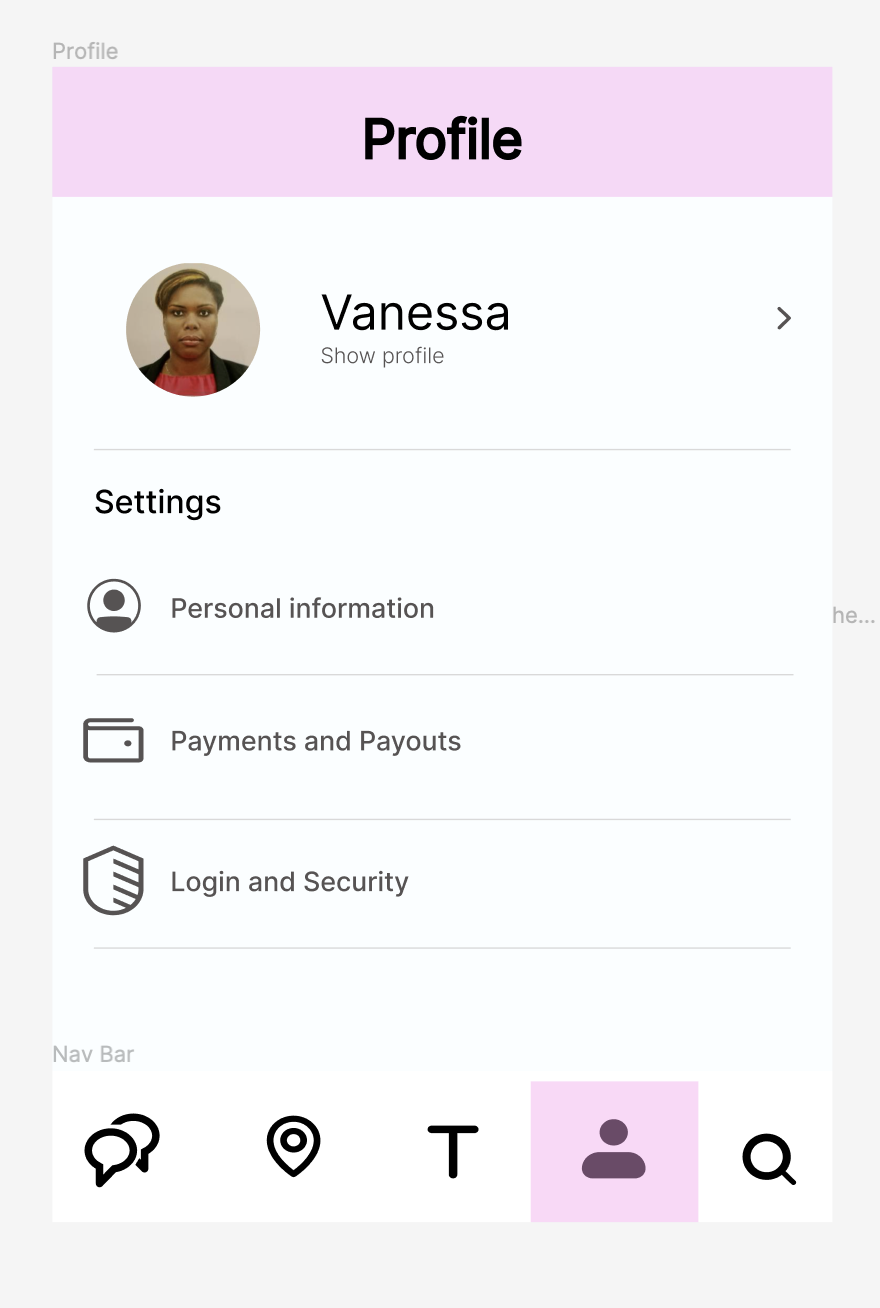 Profile
Profile
Vanessa
Show profile
Settings
Personal information
he...
Payments and Payouts
Login and Security
Nav Bar
T